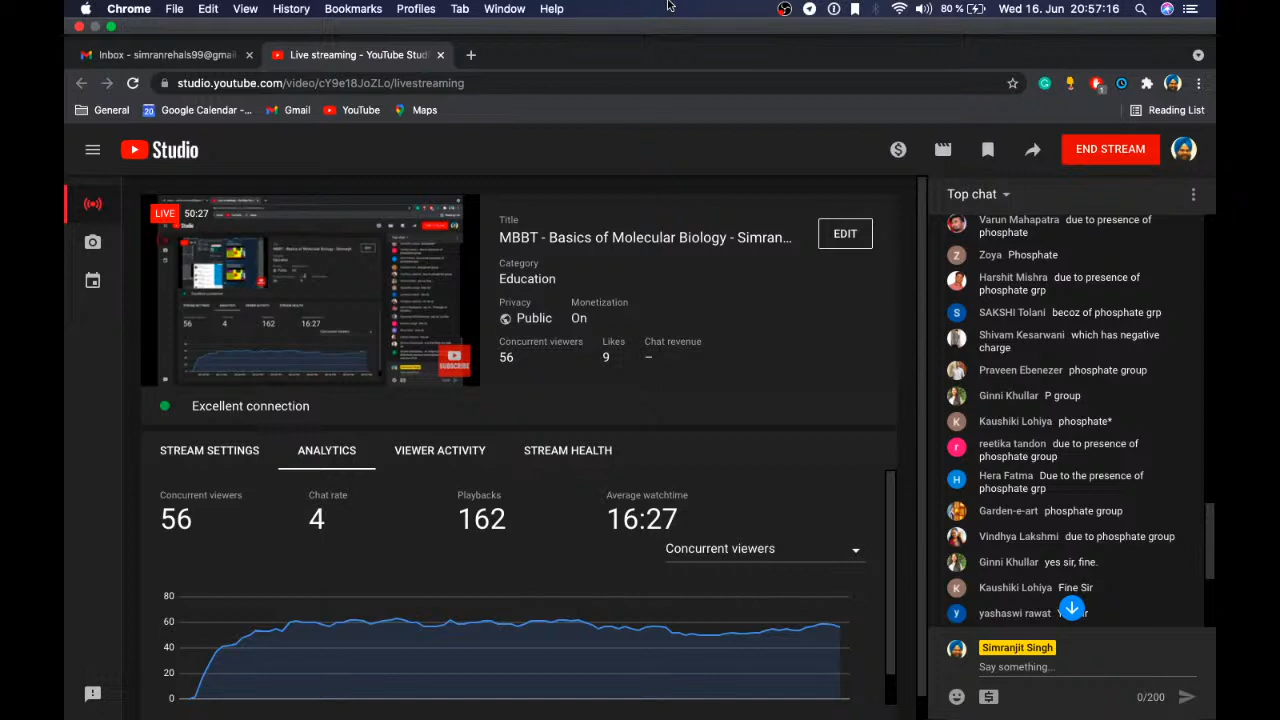 Chrome File Edit View History Bookmarks Profiles Tab Window Help 80 % Wed 16. Jun 20:57:16
Inbox - simranrehals99@gmai
Live streaming - YouTube Stud
studio.youtube.com/video/cY9e18JoZLo/livestreaming
General Google Calendar -... Gmail YouTube Maps Reading List
Studio
END STREAM
LIVE 50:27
SUBSCRIBE
Title
MBBT - Basics of Molecular Biology - Simran...
EDIT
Category
Education
Privacy Monetization
Public On
Concurrent viewers Likes Chat revenue
56 9 –
Excellent connection
STREAM SETTINGS ANALYTICS VIEWER ACTIVITY STREAM HEALTH
Concurrent viewers Chat rate Playbacks Average watchtime
56 4 162 16:27
Concurrent viewers
80
60
40
20
0
Top chat
Varun Mahapatra due to presence of
phosphate
Z Zoya Phosphate
Harshit Mishra due to presence of
phosphate grp
S SAKSHI Tolani becoz of phosphate grp
Shivam Kesarwani which has negative
charge
Praveen Ebenezer phosphate group
Ginni Khullar P group
K Kaushiki Lohiya phosphate*
r reetika tandon due to presence of
phosphate group
H Hera Fatma Due to the presence of
phosphate grp
Garden-e-art phosphate group
Vindhya Lakshmi due to phosphate group
Ginni Khullar yes sir, fine.
K Kaushiki Lohiya Fine Sir
y yashaswi rawat
Simranjit Singh
Say something...
0/200